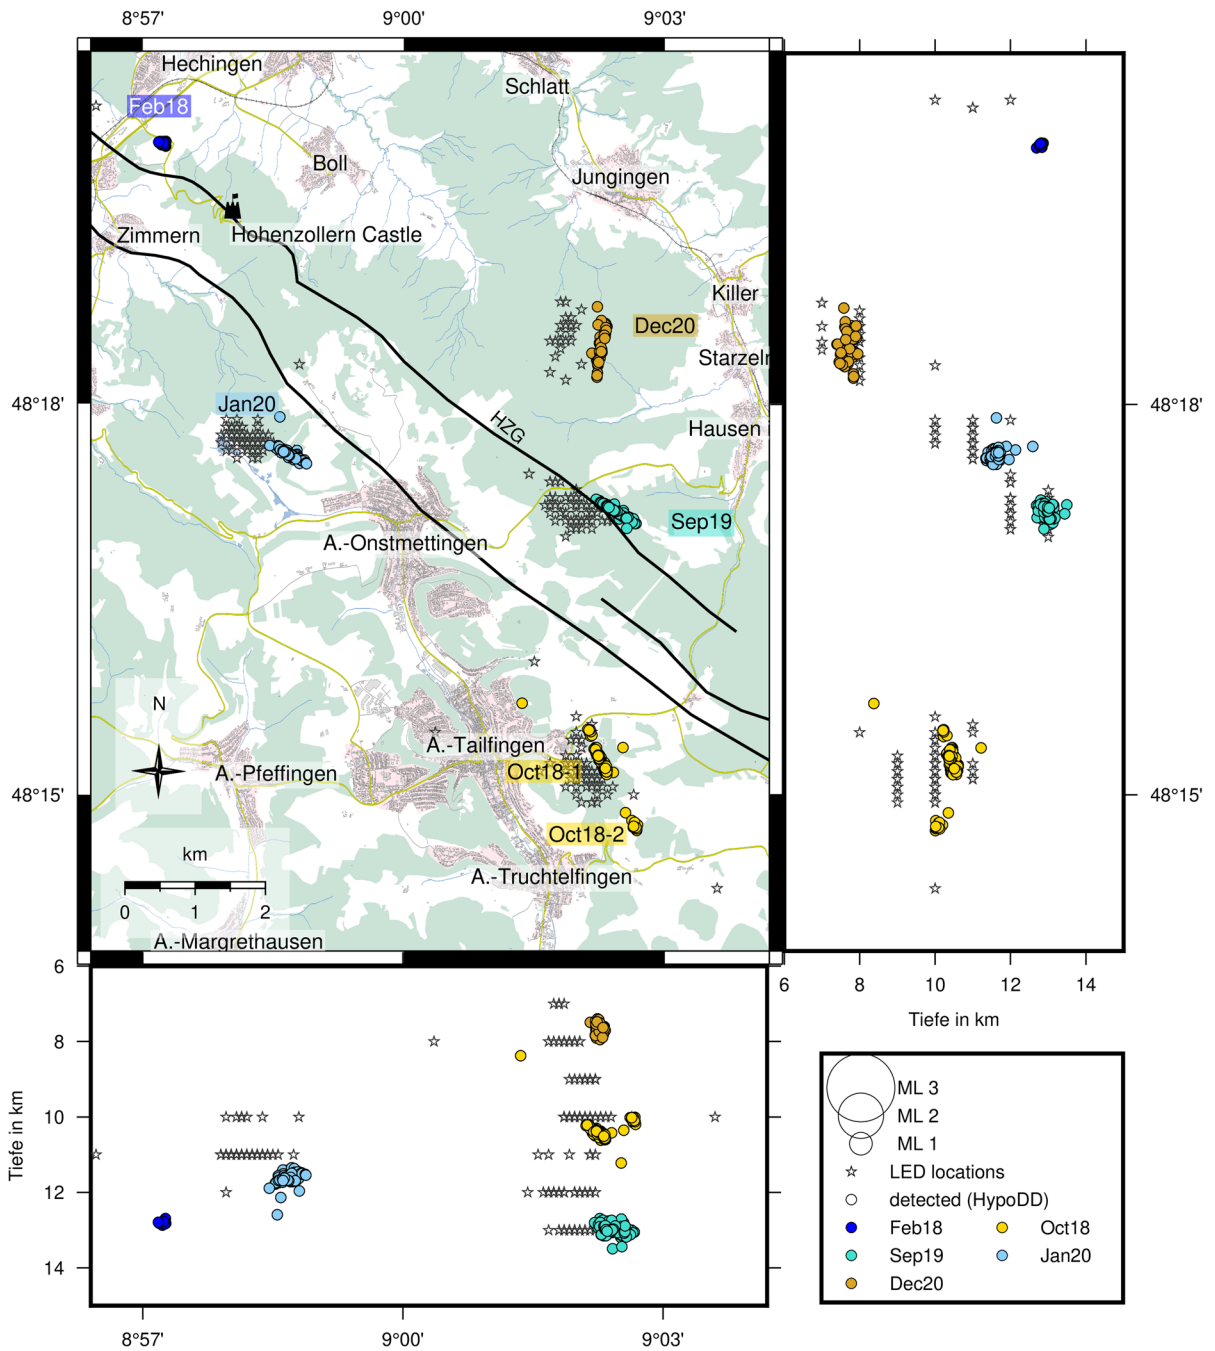 8°57'
9°00'
9°03'
Hechingen
Schlatt
Feb18
Boll
Jungingen
Zimmern
Hohenzollern Castle
Killer
Dec20
Starzeln
48°18'
Jan20
HZG
Hausen
48°18'
Sep19
A.-Onstmettingen
N
A.-Tailfingen
Oct18-1
A.-Pfeffingen
48°15'
48°15'
Oct18-2
km
A.-Truchtelfingen
0 1 2
A.-Margrethausen
6 8 10 12 14
Tiefe in km
6
8
10
12
14
Tiefe in km
8°57'
9°00'
9°03'
ML 3
ML 2
ML 1
LED locations
detected (HypoDD)
Feb18 Oct18
Sep19 Jan20
Dec20